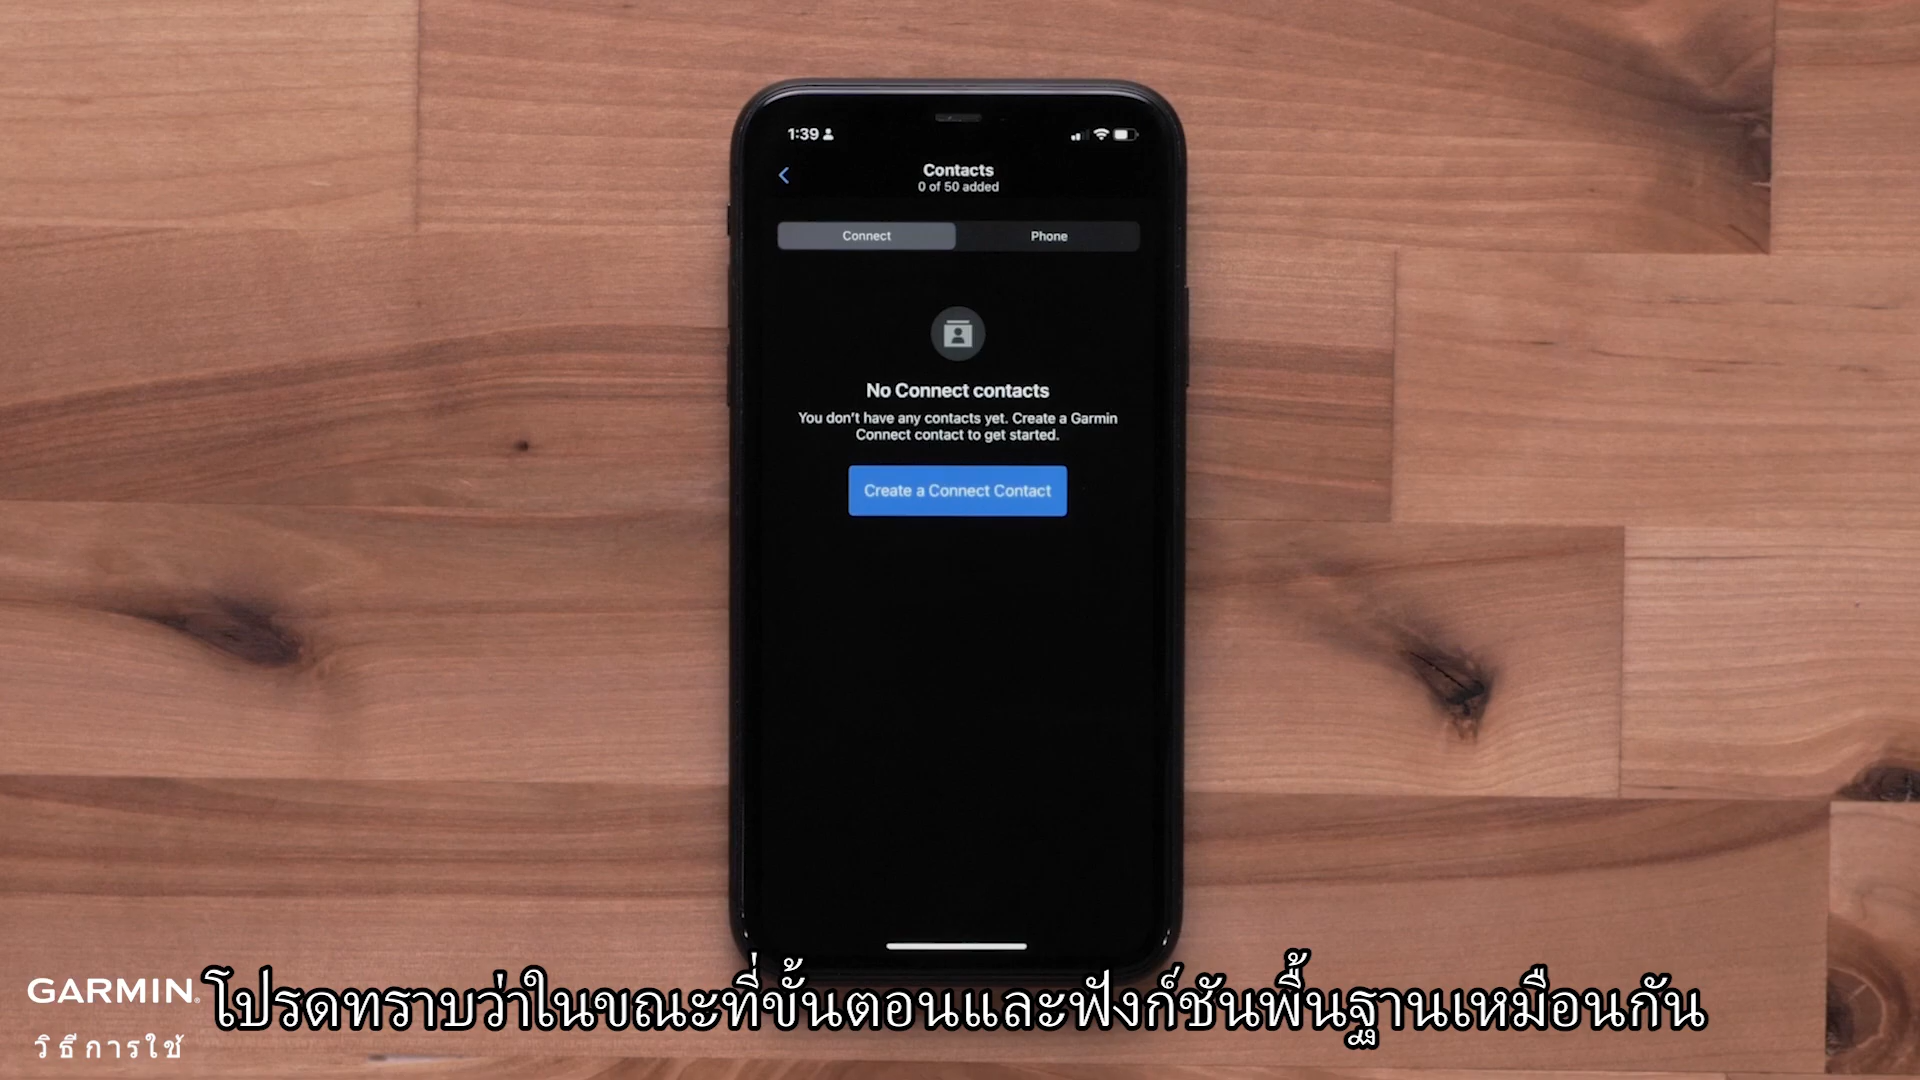 1:39
Contacts
0 of 50 added
Connect
Phone
No Connect contacts
You don't have any contacts yet. Create a Garmin
Connect contact to get started.
Create a Connect Contact
GARMIN.
โปรดทราบว่าในขณะที่ขั้นตอนและฟังก์ชันพื้นฐานเหมือนกัน
วิธีการใช้